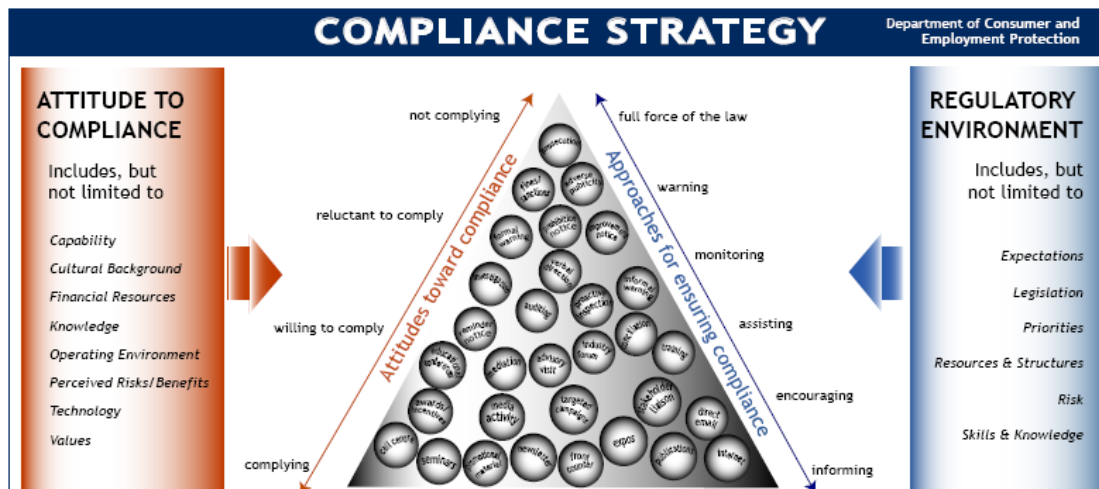 COMPLIANCE STRATEGY
Department of Consumer and
Employment Protection
ATTITUDE TO
COMPLIANCE
Includes, but
not limited to
Capability
Cultural Background
Financial Resources
Knowledge
Operating Environment
Perceived Risks/Benefits
Technology
Values
not complying
reluctant to comply
willing to comply
complying
Attitudes toward compliance
prosecution
fines/
sanctions
adverse
publicity
formal
warning
prohibition
notice
improvement
notice
investigation
verbal
direction
informal
warning
auditing
proactive
inspection
reminder
notice
conciliation
educational
conference
mediation
advisory
visit
industry
forum
training
awards/
incentives
media
activity
targeted
campaigns
stakeholder
liaison
direct
email
call centre
seminars
promotional
material
newsletter
front
counter
expos
publications
internet
Approaches for ensuring compliance
full force of the law
warning
monitoring
assisting
encouraging
informing
REGULATORY
ENVIRONMENT
Includes, but
not limited to
Expectations
Legislation
Priorities
Resources & Structures
Risk
Skills & Knowledge